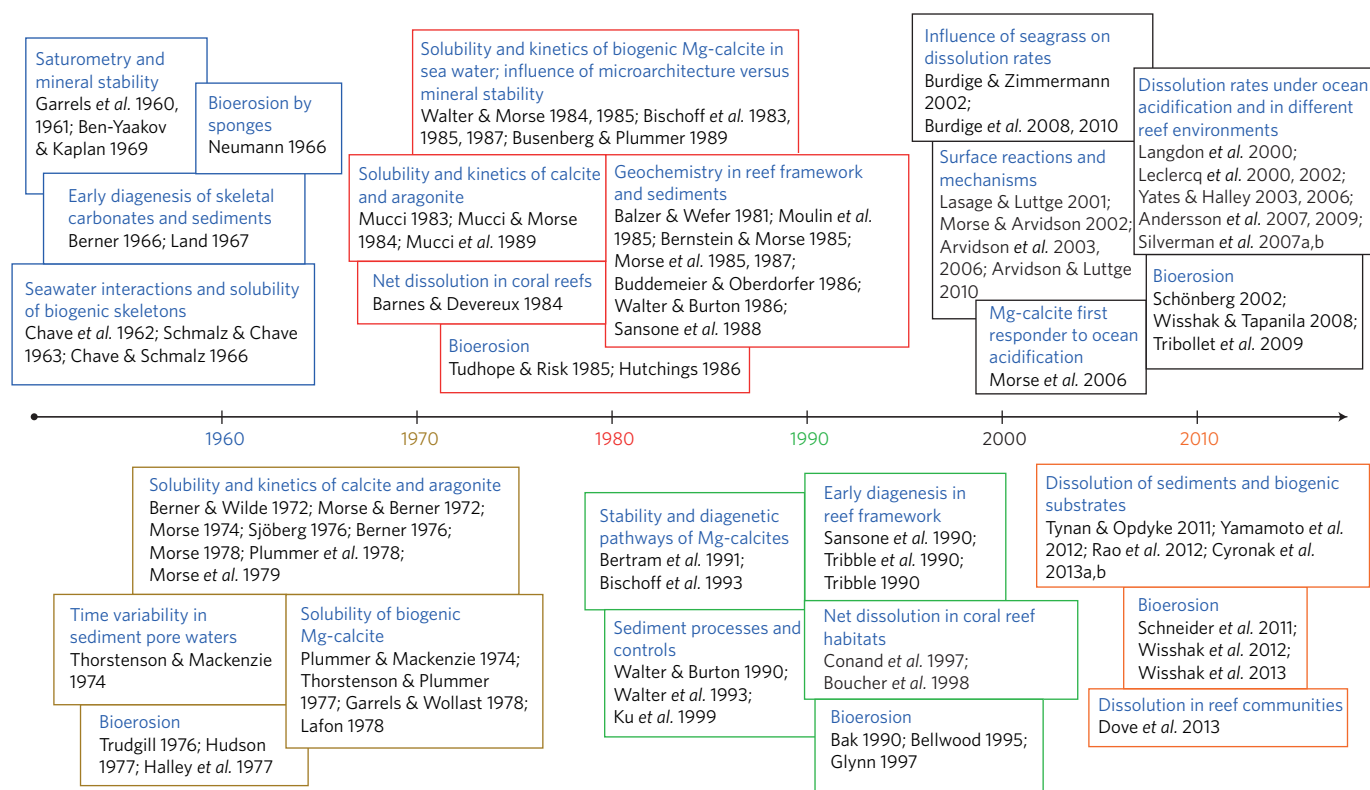 Saturometry and
mineral stability
Garrels et al. 1960,
1961; Ben-Yaakov
& Kaplan 1969
Bioerosion by
sponges
Neumann 1966
Early diagenesis of skeletal
carbonates and sediments
Berner 1966; Land 1967
Seawater interactions and solubility
of biogenic skeletons
Chave et al. 1962; Schmalz & Chave
1963; Chave & Schmalz 1966
Solubility and kinetics of biogenic Mg-calcite in
sea water; influence of microarchitecture versus
mineral stability
Walter & Morse 1984, 1985; Bischoff et al. 1983,
1985, 1987; Busenberg & Plummer 1989
Solubility and kinetics of calcite
and aragonite
Mucci 1983; Mucci & Morse
1984; Mucci et al. 1989
Net dissolution in coral reefs
Barnes & Devereux 1984
Geochemistry in reef framework
and sediments
Balzer & Wefer 1981; Moulin et al.
1985; Bernstein & Morse 1985;
Morse et al. 1985, 1987;
Buddemeier & Oberdorfer 1986;
Walter & Burton 1986;
Sansone et al. 1988
Bioerosion
Tudhope & Risk 1985; Hutchings 1986
Influence of seagrass on
dissolution rates
Burdige & Zimmermann
2002;
Burdige et al. 2008, 2010
Surface reactions and
mechanisms
Lasage & Luttge 2001;
Morse & Arvidson 2002;
Arvidson et al. 2003,
2006; Arvidson & Luttge
2010
Mg-calcite first
responder to ocean
acidification
Morse et al. 2006
Dissolution rates under ocean
acidification and in different
reef environments
Langdon et al. 2000;
Leclercq et al. 2000, 2002;
Yates & Halley 2003, 2006;
Andersson et al. 2007, 2009;
Silverman et al. 2007a,b
Bioerosion
Schönberg 2002;
Wisshak & Tapanila 2008;
Tribollet et al. 2009
1960
1970
1980
1990
2000
2010
Solubility and kinetics of calcite and aragonite
Berner & Wilde 1972; Morse & Berner 1972;
Morse 1974; Sjöberg 1976; Berner 1976;
Morse 1978; Plummer et al. 1978;
Morse et al. 1979
Time variability in
sediment pore waters
Thorstenson & Mackenzie
1974
Solubility of biogenic
Mg-calcite
Plummer & Mackenzie 1974;
Thorstenson & Plummer
1977; Garrels & Wollast 1978;
Lafon 1978
Bioerosion
Trudgill 1976; Hudson
1977; Halley et al. 1977
Stability and diagenetic
pathways of Mg-calcites
Bertram et al. 1991;
Bischoff et al. 1993
Sediment processes and
controls
Walter & Burton 1990;
Walter et al. 1993;
Ku et al. 1999
Early diagenesis in
reef framework
Sansone et al. 1990;
Tribble et al. 1990;
Tribble 1990
Net dissolution in coral reef
habitats
Conand et al. 1997;
Boucher et al. 1998
Bioerosion
Bak 1990; Bellwood 1995;
Glynn 1997
Dissolution of sediments and biogenic
substrates
Tynan & Opdyke 2011; Yamamoto et al.
2012; Rao et al. 2012; Cyronak et al.
2013a,b
Bioerosion
Schneider et al. 2011;
Wisshak et al. 2012;
Wisshak et al. 2013
Dissolution in reef communities
Dove et al. 2013